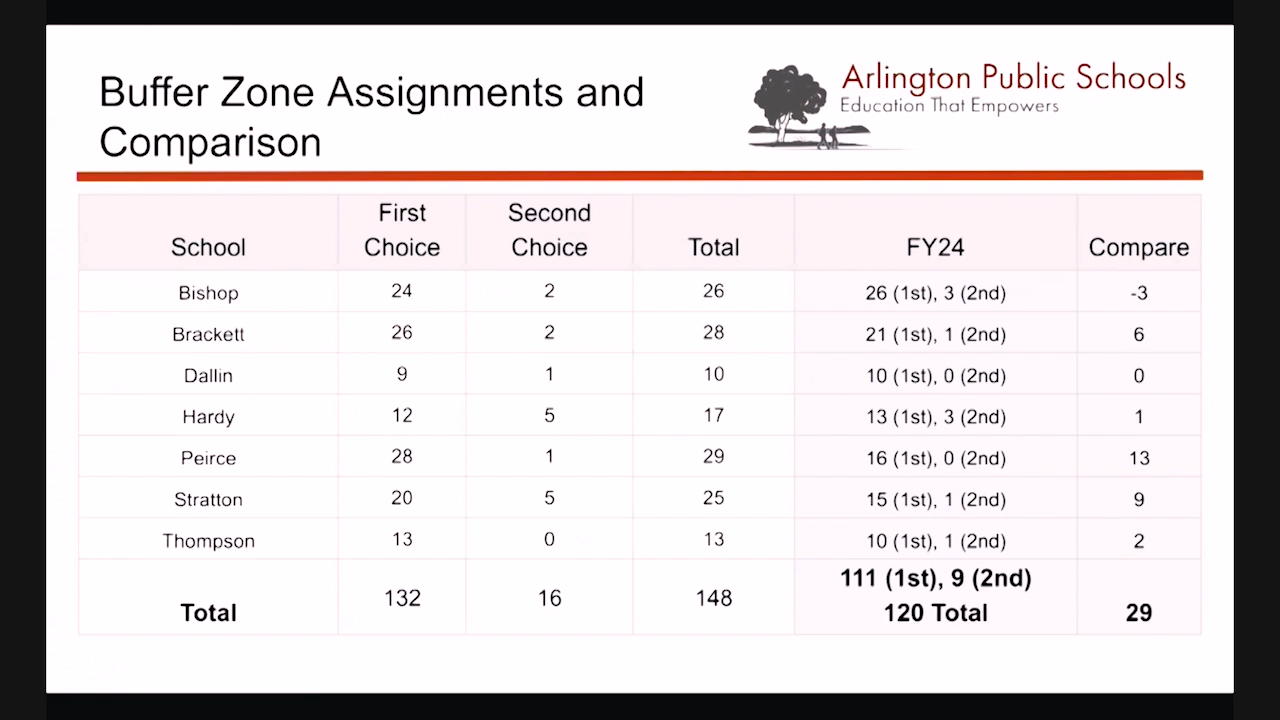 Buffer Zone Assignments and
Comparison
Arlington Public Schools
Education That Empowers
School First Choice Second Choice Total FY24 Compare
Bishop 24 2 26 26 (1st), 3 (2nd) -3
Brackett 26 2 28 21 (1st), 1 (2nd) 6
Dallin 9 1 10 10 (1st), 0 (2nd) 0
Hardy 12 5 17 13 (1st), 3 (2nd) 1
Peirce 28 1 29 16 (1st), 0 (2nd) 13
Stratton 20 5 25 15 (1st), 1 (2nd) 9
Thompson 13 0 13 10 (1st), 1 (2nd) 2
Total 132 16 148 111 (1st), 9 (2nd) 120 Total 29